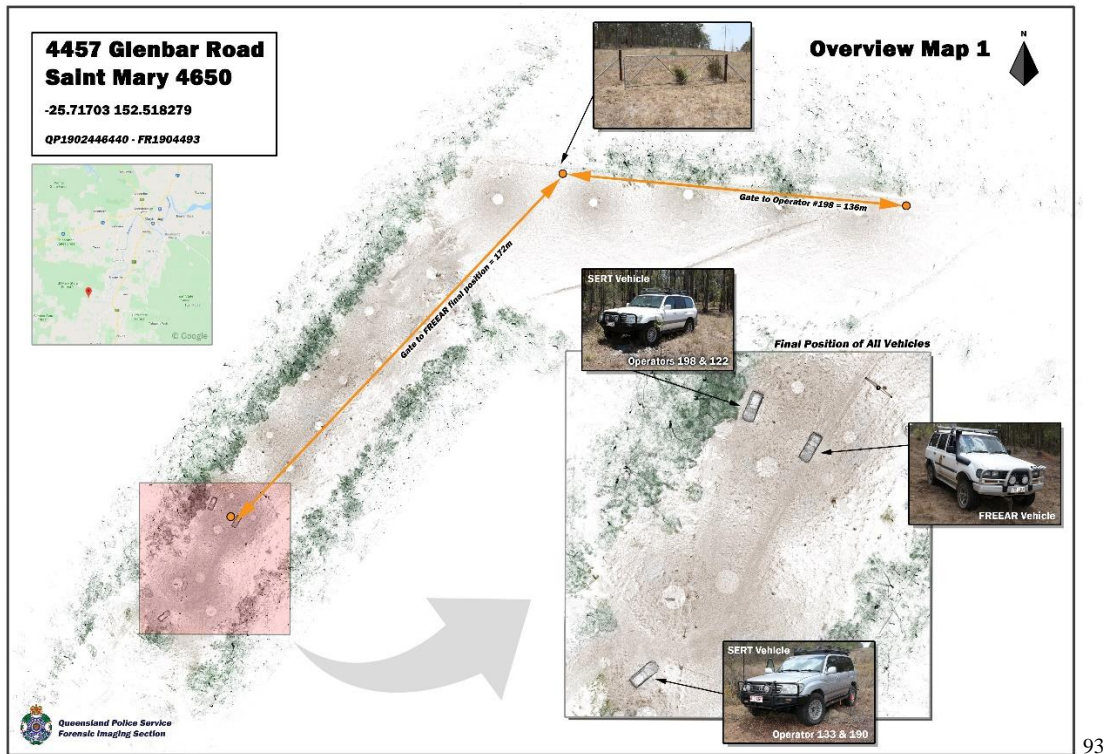 4457 Glenbar Road
Saint Mary 4650
-25.71703 152.518279
QP1902446440 - FR1904493
Overview Map 1
N
Gate to Operator #198 = 136m
Gate to FREEAR final position = 172m
© Google
SERT Vehicle
Operators 198 & 122
Final Position of All Vehicles
FREEAR Vehicle
SERT Vehicle
Operator 133 & 190
Queensland Police Service
Forensic Imaging Section
93